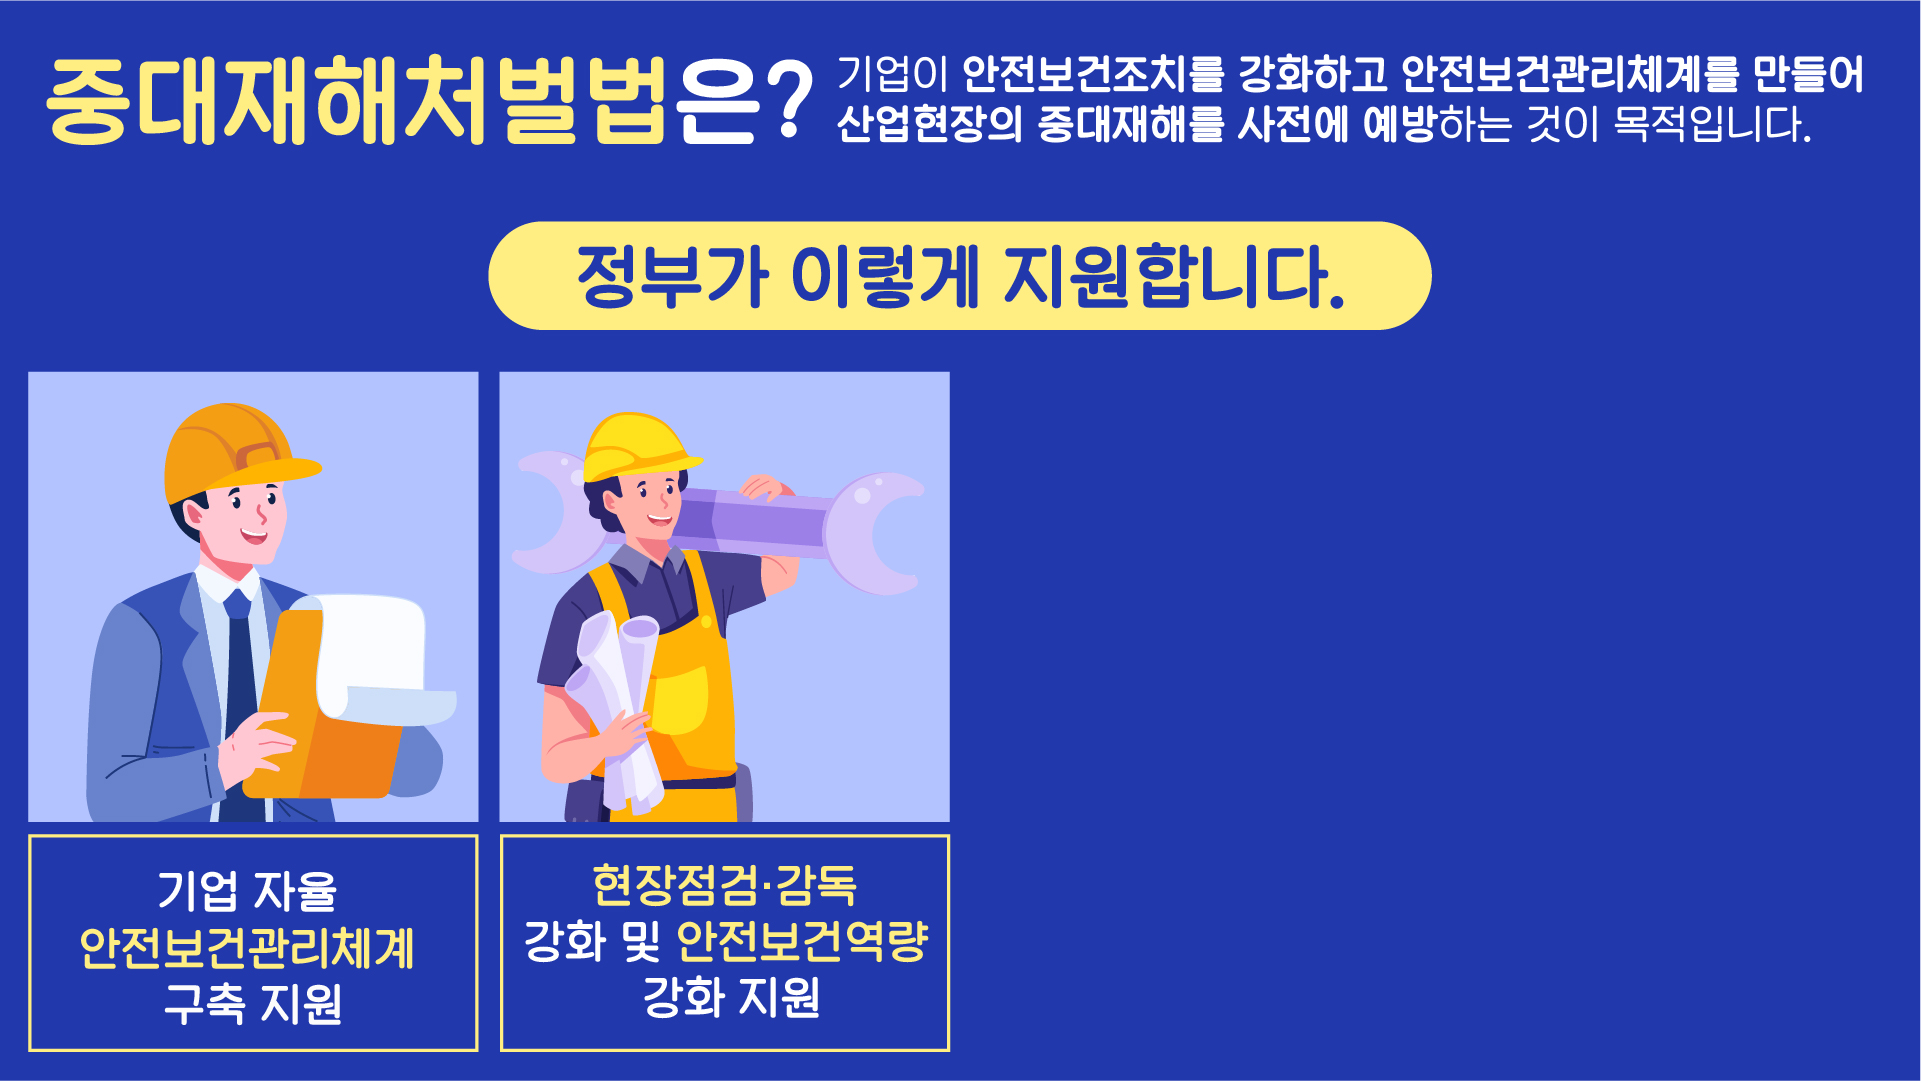 중대재해처벌법은?
기업이 안전보건조치를 강화하고 안전보건관리체계를 만들어
산업현장의 중대재해를 사전에 예방하는 것이 목적입니다.
정부가 이렇게 지원합니다.
기업 자율
안전보건관리체계
구축 지원
현장점검·감독
강화 및 안전보건역량
강화 지원